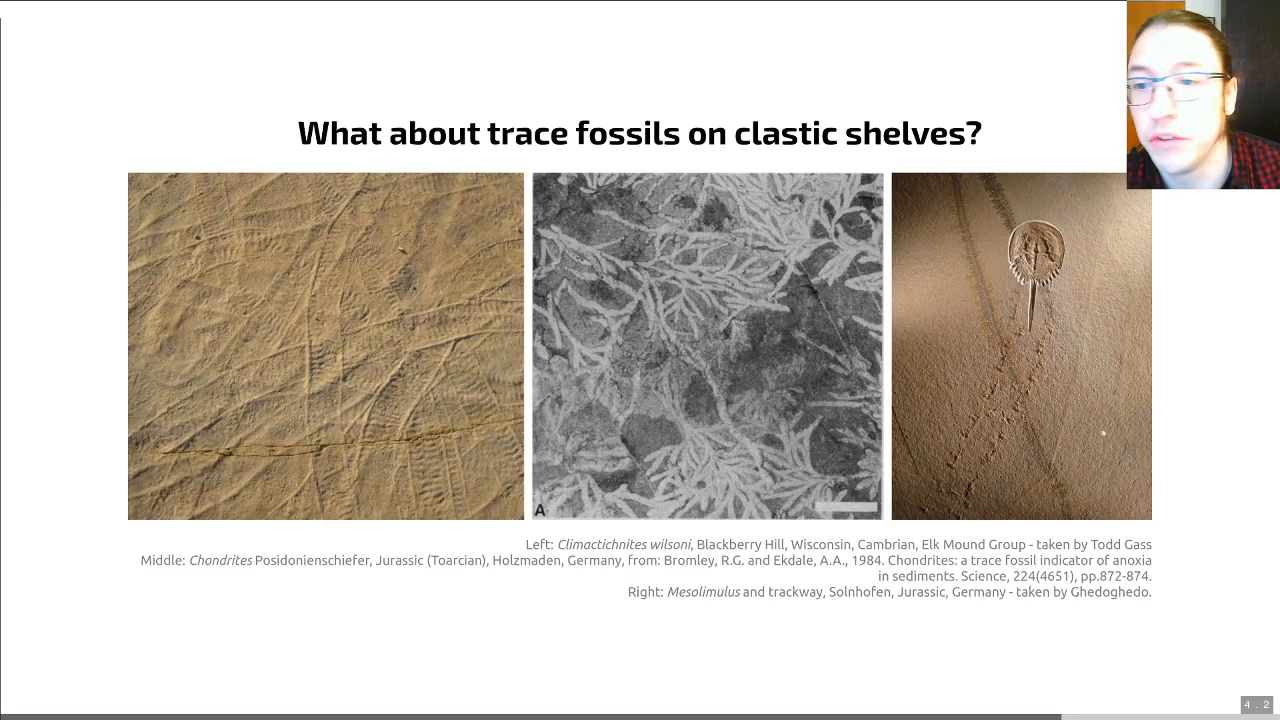 What about trace fossils on clastic shelves?
A
Left: Climactichnites wilsoni, Blackberry Hill, Wisconsin, Cambrian, Elk Mound Group - taken by Todd Gass
Middle: Chondrites Posidonienschiefer, Jurassic (Toarcian), Holzmaden, Germany, from: Bromley, R.G. and Ekdale, A.A., 1984. Chondrites: a trace fossil indicator of anoxia
in sediments. Science, 224(4651), pp.872-874.
Right: Mesolimulus and trackway, Solnhofen, Jurassic, Germany - taken by Ghedoghedo.
4 . 2